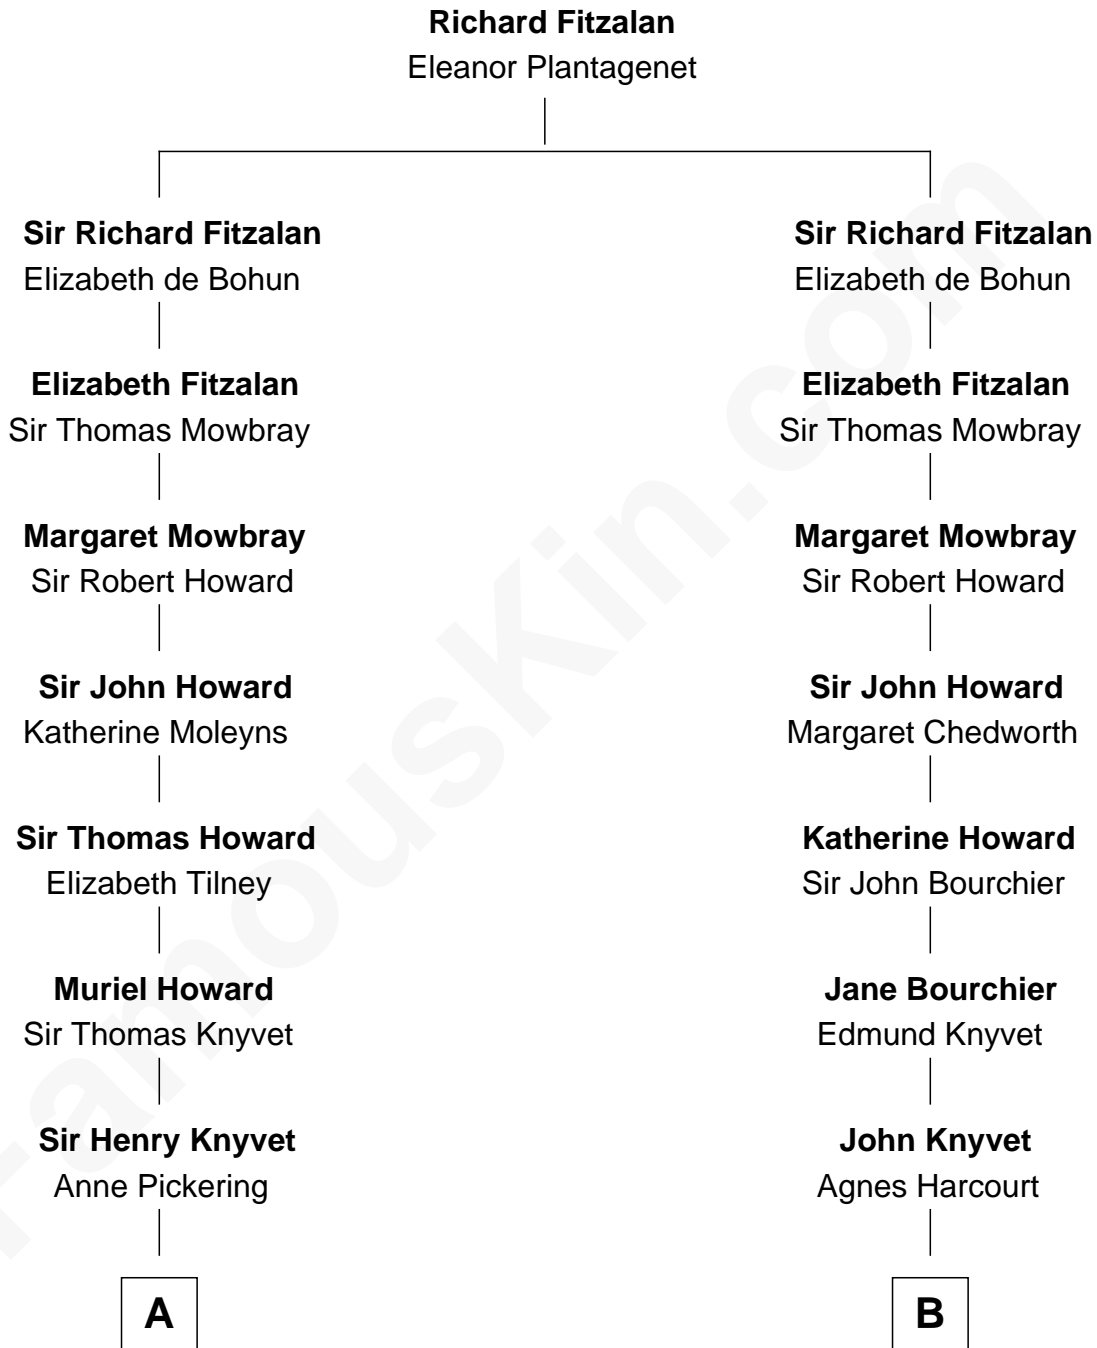 Richard Fitzalan
Eleanor Plantagenet
Sir Richard Fitzalan
Elizabeth de Bohun
Elizabeth Fitzalan
Sir Thomas Mowbray
Margaret Mowbray
Sir Robert Howard
Sir John Howard
Katherine Moleyns
Sir Thomas Howard
Elizabeth Tilney
Muriel Howard
Sir Thomas Knyvet
Sir Henry Knyvet
Anne Pickering
A
Sir Richard Fitzalan
Elizabeth de Bohun
Elizabeth Fitzalan
Sir Thomas Mowbray
Margaret Mowbray
Sir Robert Howard
Sir John Howard
Margaret Chedworth
Katherine Howard
Sir John Bourchier
Jane Bourchier
Edmund Knyvet
John Knyvet
Agnes Harcourt
B
FamousKin.com